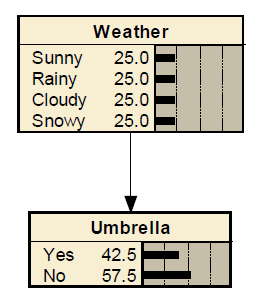 Weather
Sunny 25.0
Rainy 25.0
Cloudy 25.0
Snowy 25.0
Umbrella
Yes 42.5
No 57.5